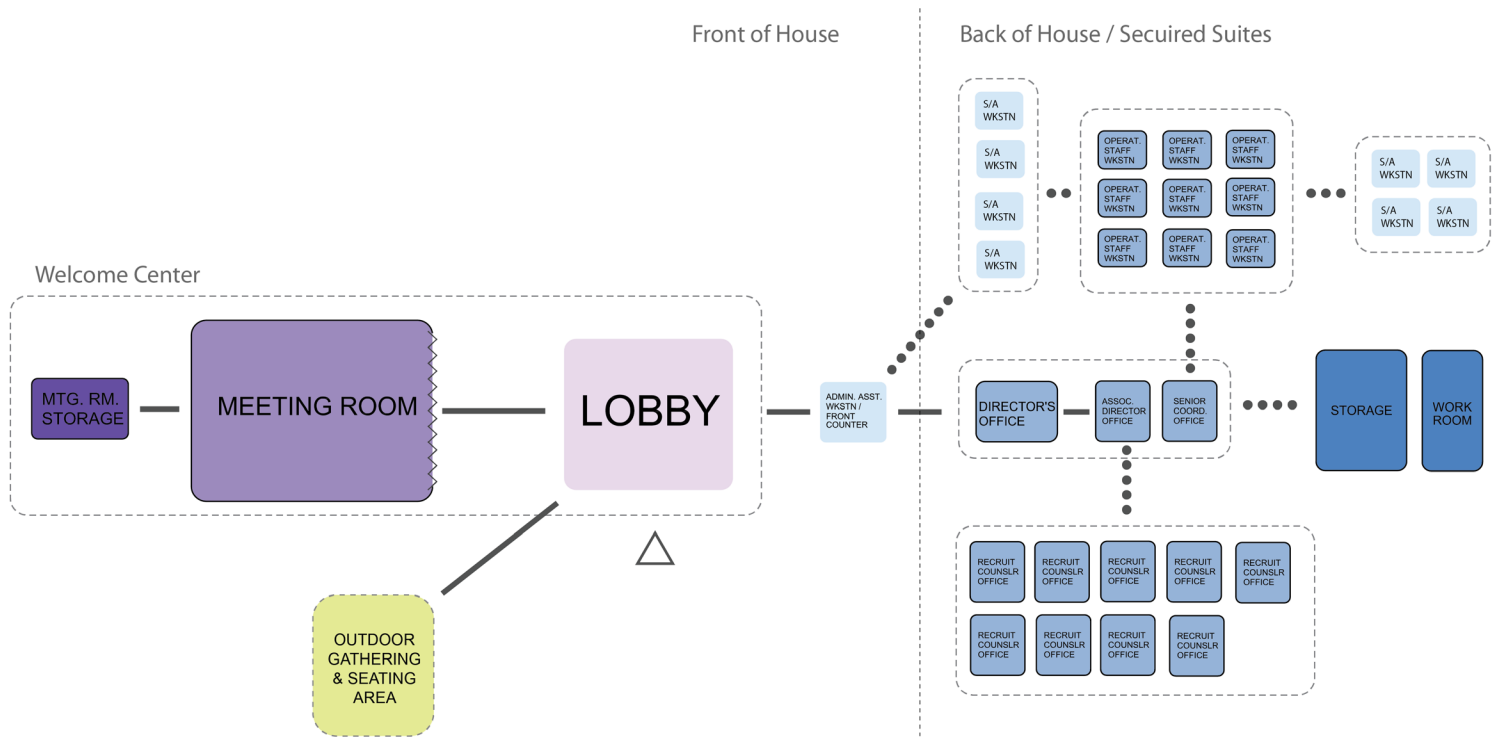 Front of House
Back of House / Secuired Suites
S/A
WKSTN
S/A
WKSTN
S/A
WKSTN
S/A
WKSTN
OPERAT.
STAFF
WKSTN
OPERAT.
STAFF
WKSTN
OPERAT.
STAFF
WKSTN
OPERAT.
STAFF
WKSTN
OPERAT.
STAFF
WKSTN
OPERAT.
STAFF
WKSTN
OPERAT.
STAFF
WKSTN
OPERAT.
STAFF
WKSTN
OPERAT.
STAFF
WKSTN
S/A
WKSTN
S/A
WKSTN
S/A
WKSTN
S/A
WKSTN
Welcome Center
MTG. RM.
STORAGE
MEETING ROOM
LOBBY
ADMIN. ASST.
WKSTN /
FRONT
COUNTER
DIRECTOR'S
OFFICE
ASSOC.
DIRECTOR
OFFICE
SENIOR
COORD.
OFFICE
STORAGE
WORK
ROOM
OUTDOOR
GATHERING
& SEATING
AREA
RECRUIT
COUNSLR
OFFICE
RECRUIT
COUNSLR
OFFICE
RECRUIT
COUNSLR
OFFICE
RECRUIT
COUNSLR
OFFICE
RECRUIT
COUNSLR
OFFICE
RECRUIT
COUNSLR
OFFICE
RECRUIT
COUNSLR
OFFICE
RECRUIT
COUNSLR
OFFICE
RECRUIT
COUNSLR
OFFICE